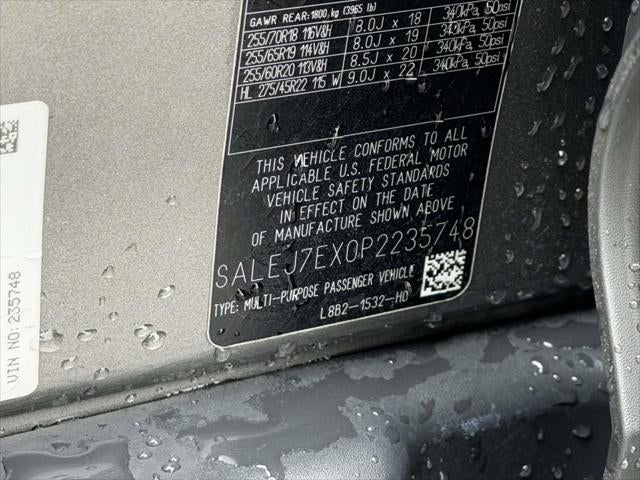 GAWR REAR:1800 kg (3965 lb)
255/70R18 116V&H 8.0J x 18 340kPa, 50psi
255/65R19 114V&H 8.0J x 19 340kPa, 50psi
255/60R20 113V&H 8.5J x 20 340kPa, 50psi
HL 275/45R22 115 W 9.0J x 22 340kPa, 50psi
THIS VEHICLE CONFORMS TO ALL
APPLICABLE U.S. FEDERAL MOTOR
VEHICLE SAFETY STANDARDS
IN EFFECT ON THE DATE
OF MANUFACTURE SHOWN ABOVE
SALEJ7EX0P2235748
TYPE: MULTI-PURPOSE PASSENGER VEHICLE
L8B2-1532-HD
VIN NO:235748